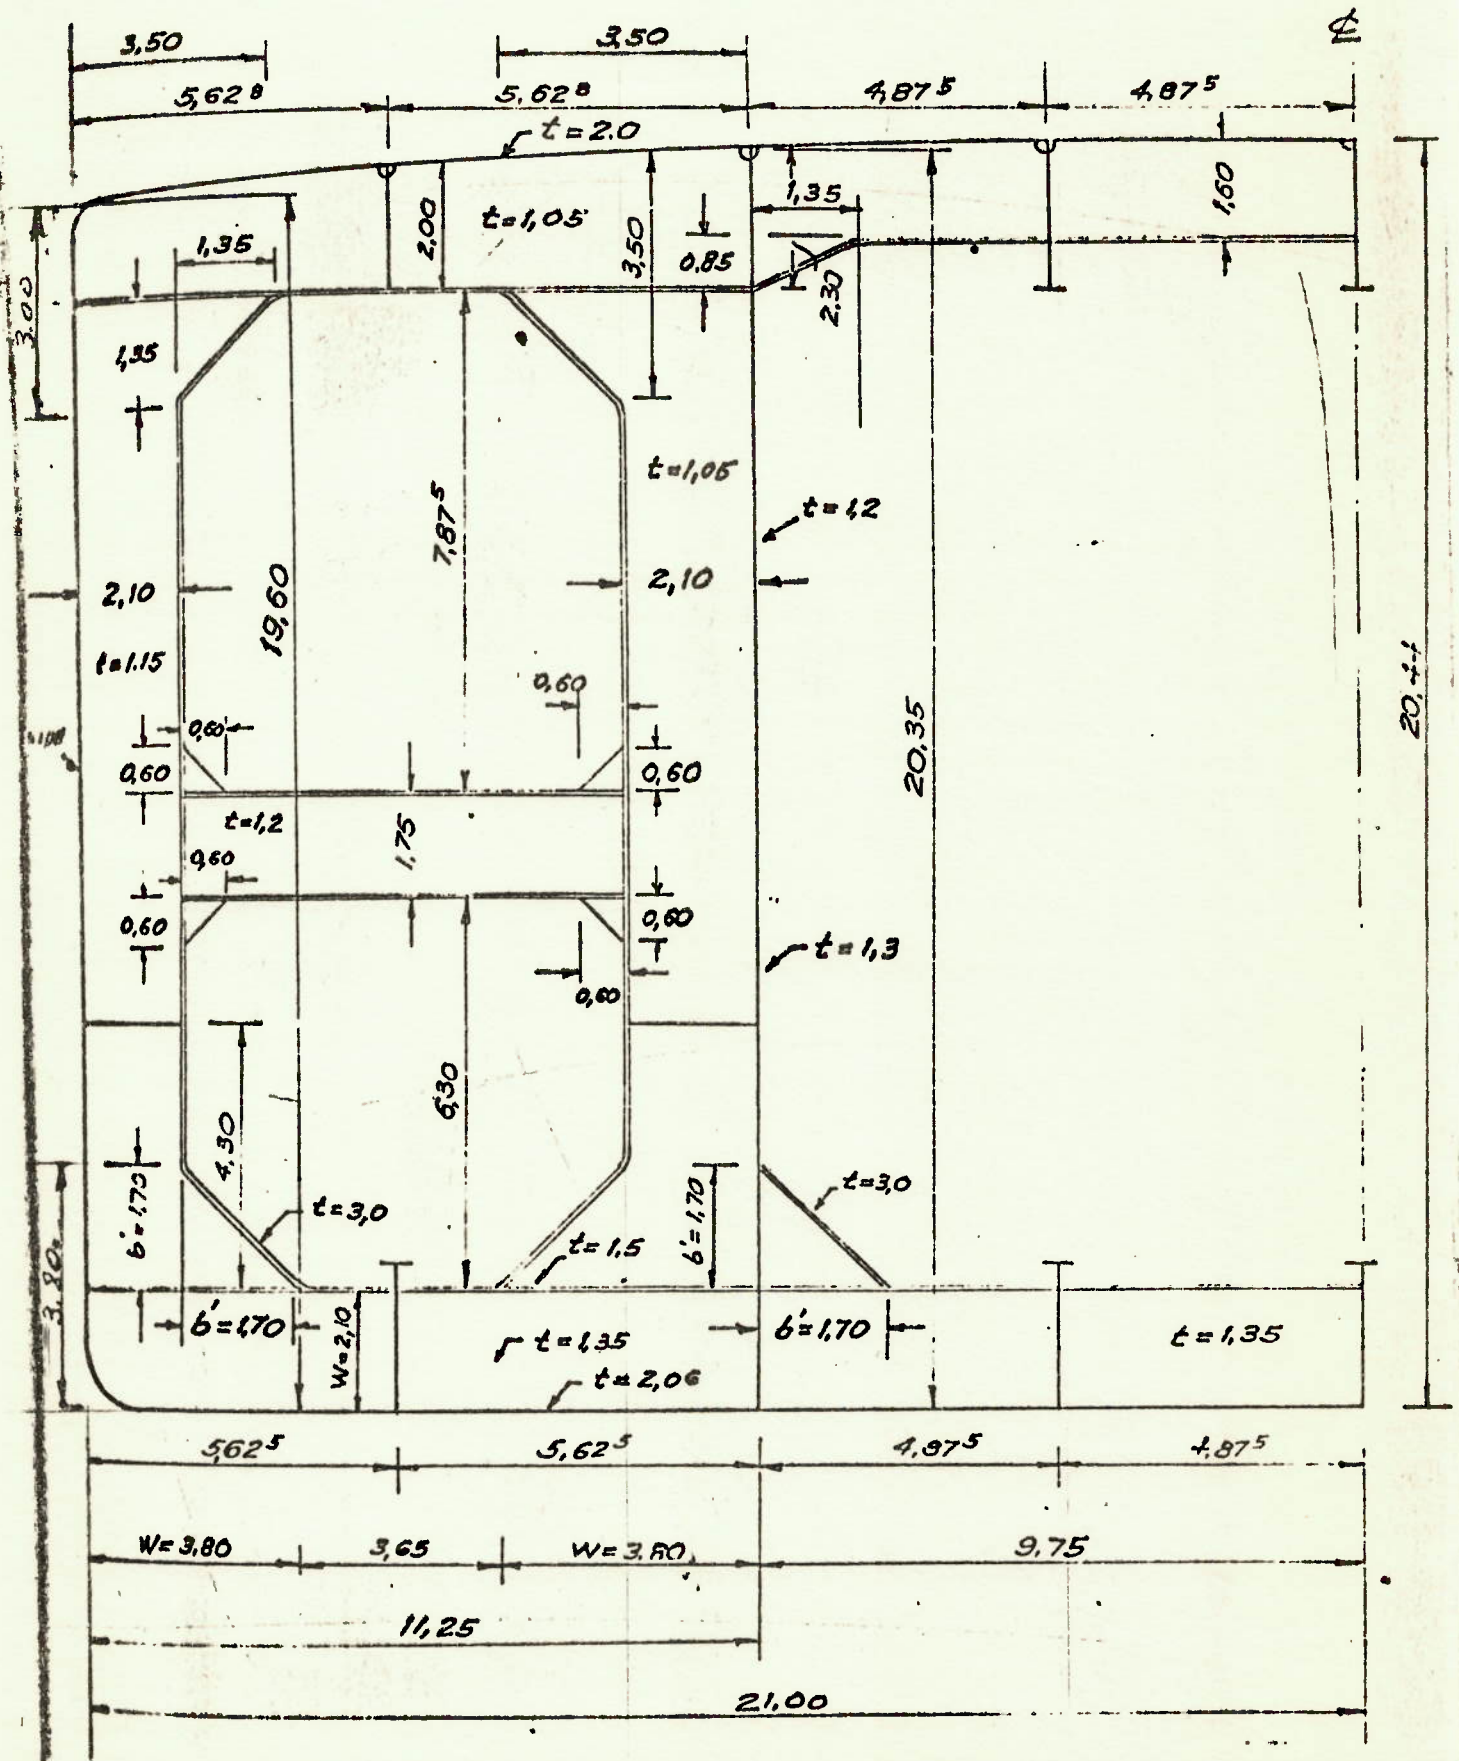 ℄
3,50
3,50
5,62⁸
5,62⁸
4,87⁵
4,87⁵
t=2.0
1,35
1,60
2,00
t=1,05
3,50
0,85
2.30
1,35
3.00
1,35
t=1,05
7,87⁵
t=1,2
2,10
19,60
2,10
t=1.15
0,60
20,44
0,60
0,60
0,60
20,35
t=1,2
1,75
0,60
0,60
0,60
t=1,3
0,60
6,30
4,30
b'=1,70
t=3,0
b'=1,70
t=3,0
t=1.5
3,80
b'=1,70
W=2,10
t=1,35
b'=1,70
t=1,35
t=2,06
5,62⁵
5,62⁵
4,87⁵
4,87⁵
W=3,80
3,65
W=3.80
9.75
11,25
21,00